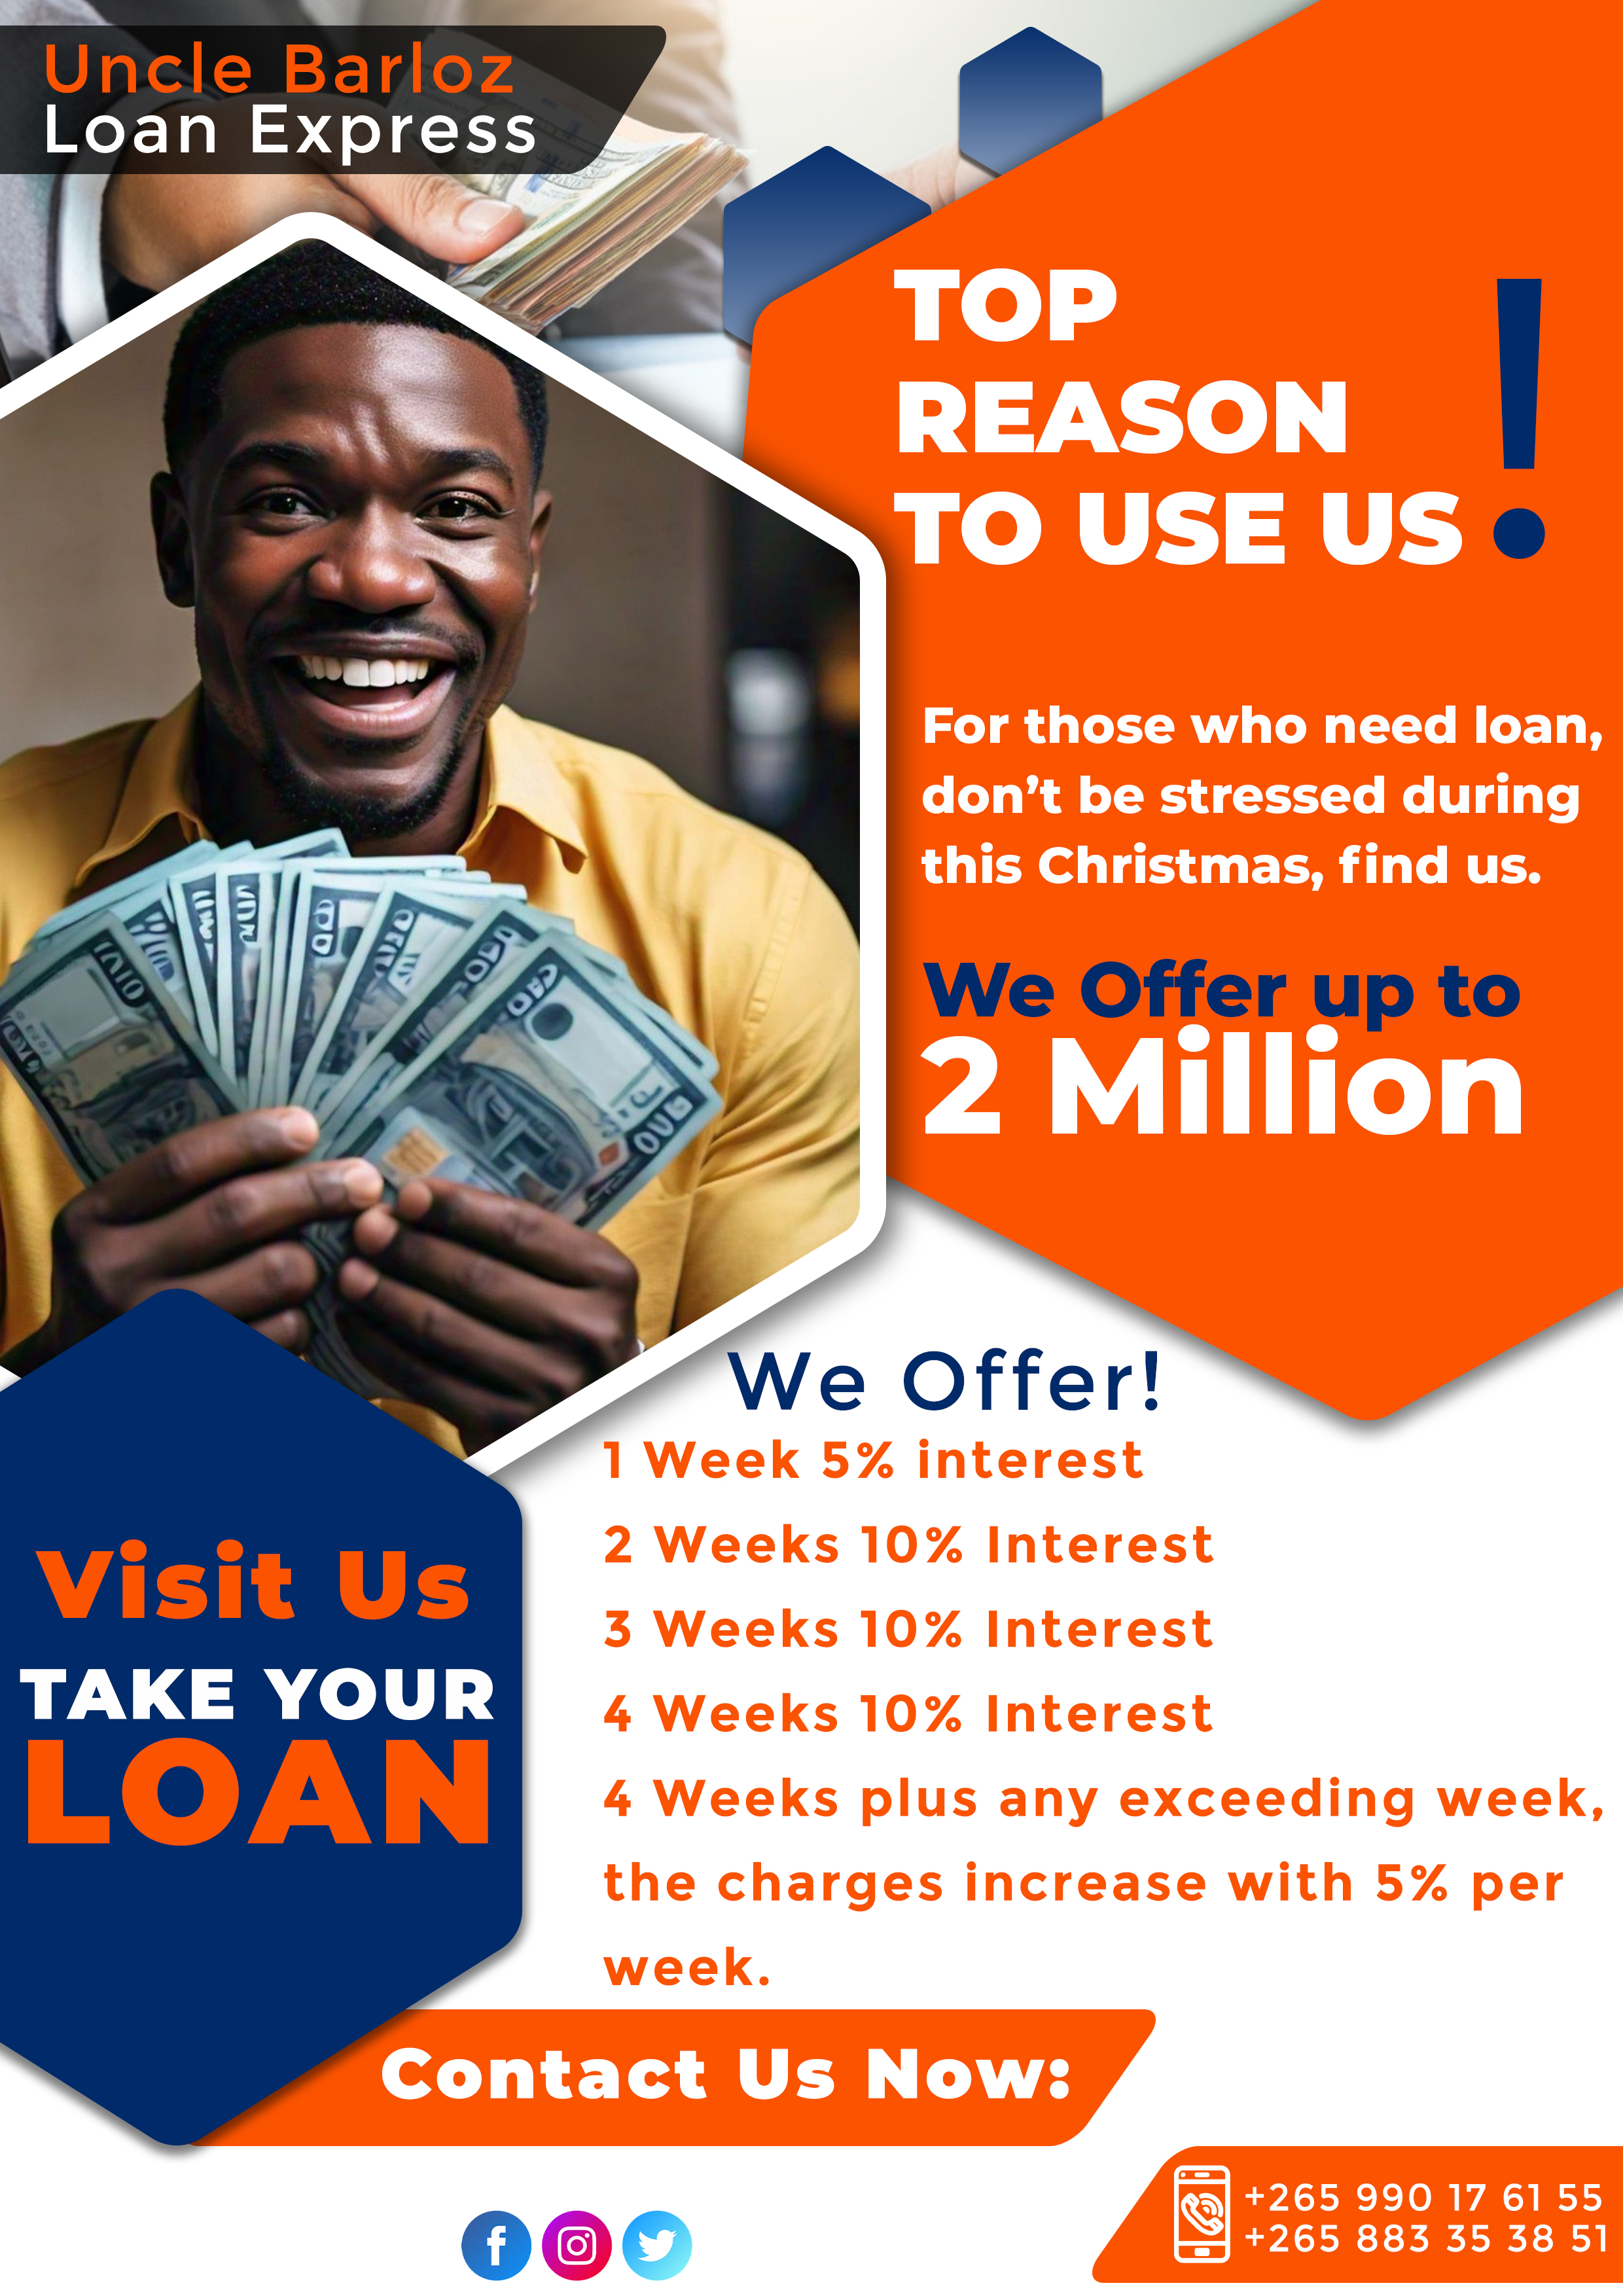 Uncle Barloz
Loan Express
TOP
REASON
TO USE US!
For those who need loan,
don't be stressed during
this Christmas, find us.
We Offer up to
2 Million
We Offer!
1 Week 5% interest
2 Weeks 10% Interest
3 Weeks 10% Interest
4 Weeks 10% Interest
4 Weeks plus any exceeding week,
the charges increase with 5% per
week.
Visit Us
TAKE YOUR
LOAN
Contact Us Now:
+265 990 17 61 55
+265 883 35 38 51